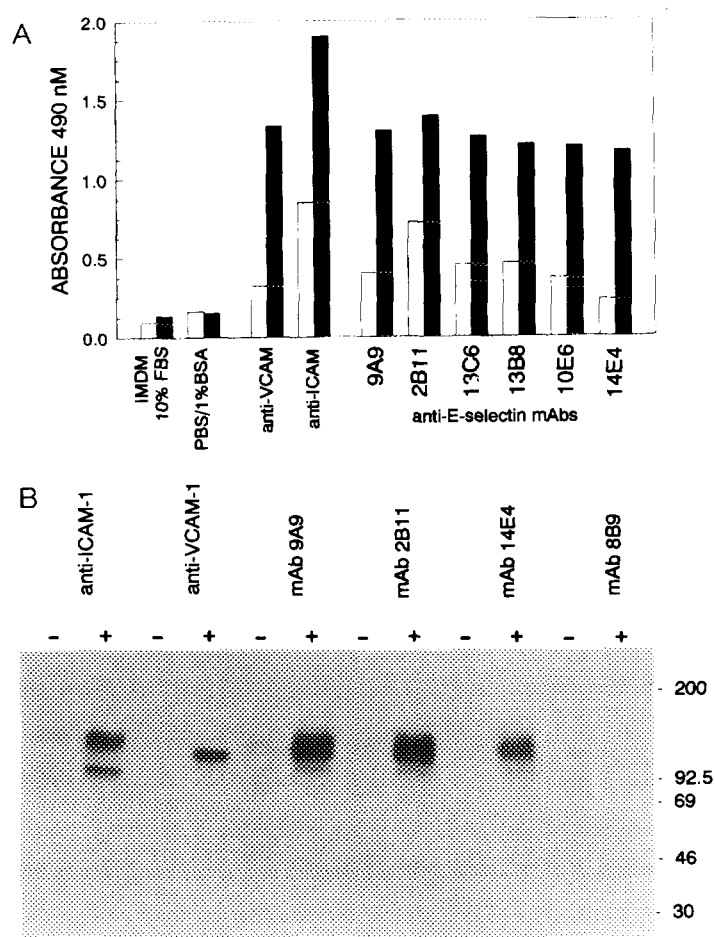 A
ABSORBANCE 490 nM
2.0
1.5
1.0
0.5
0.0
IMDM
10% FBS
PBS/1%BSA
anti-VCAM
anti-ICAM
9A9
2B11
13C6
13B8
10E6
14E4
anti-E-selectin mAbs
B
anti-ICAM-1
anti-VCAM-1
mAb 9A9
mAb 2B11
mAb 14E4
mAb 8B9
- + - + - + - + - + - +
- 200
- 92.5
- 69
- 46
- 30